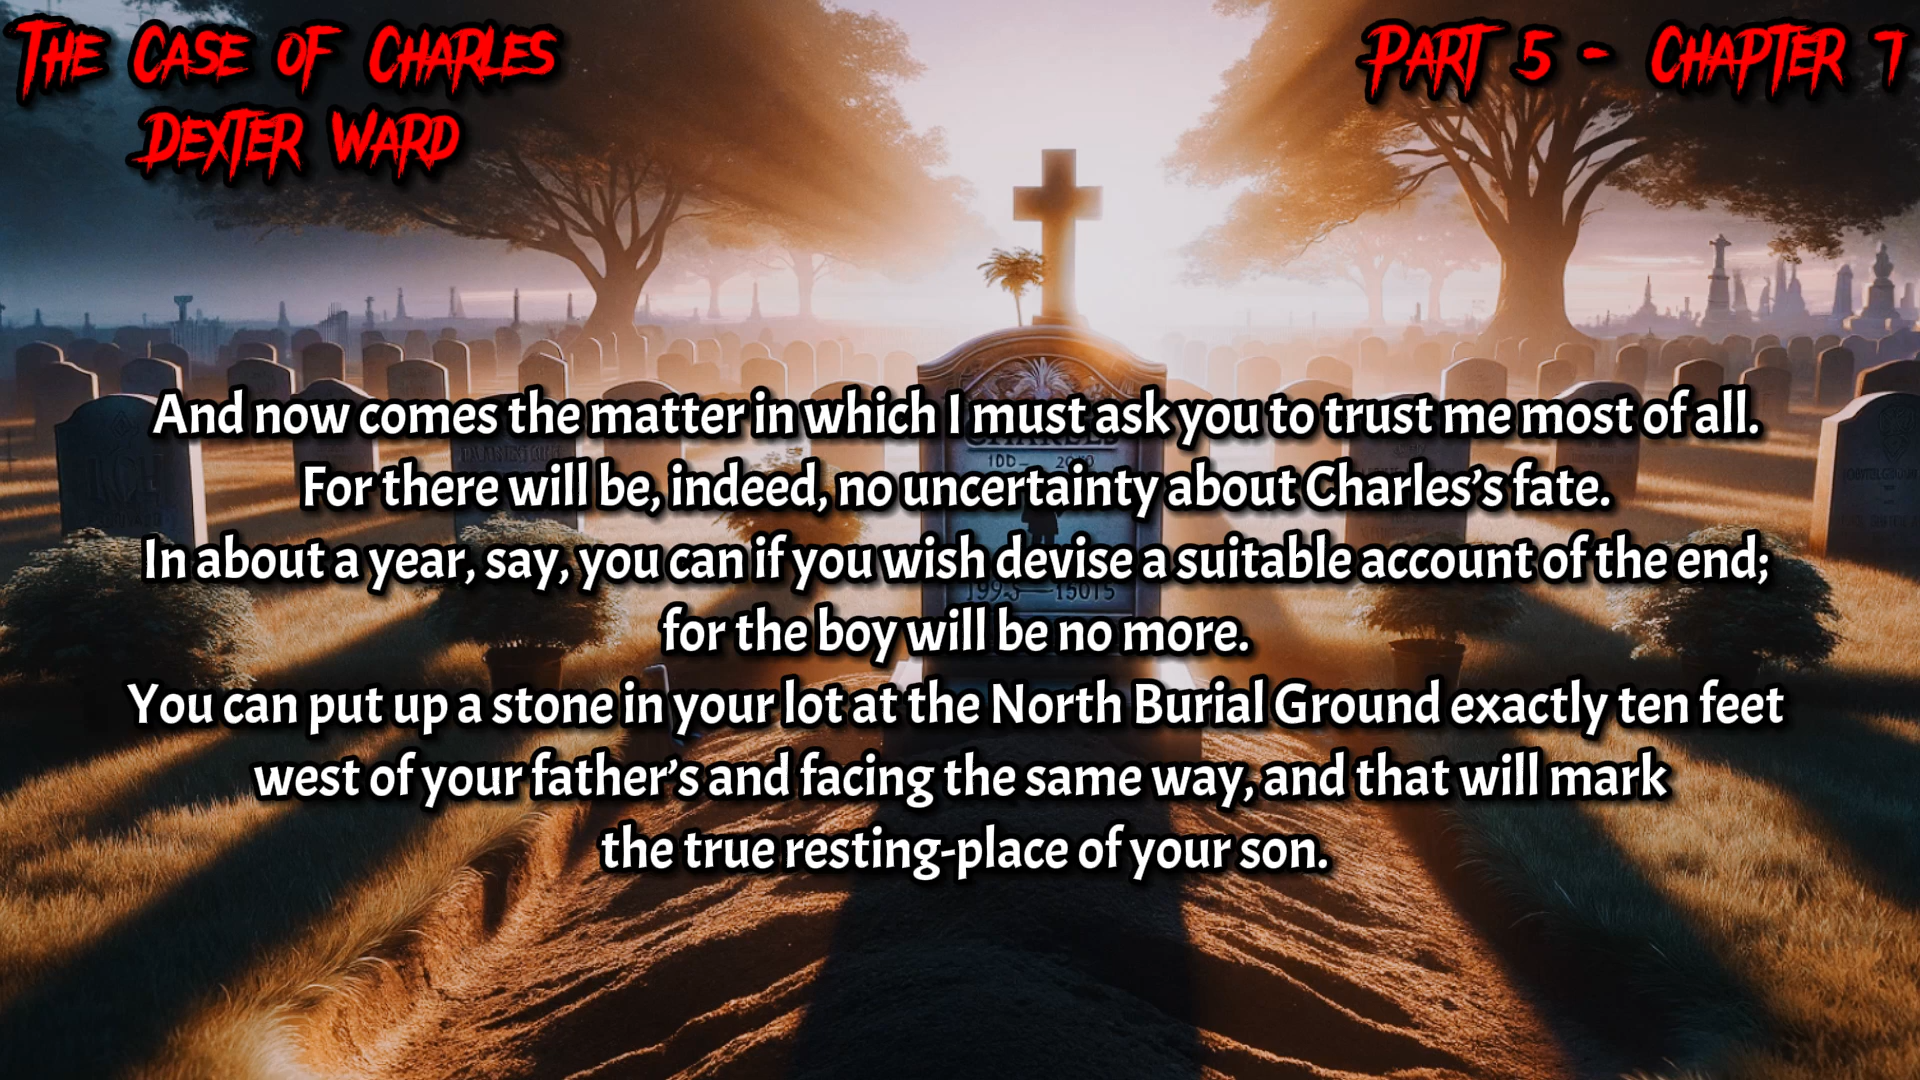 The Case of Charles
Dexter Ward
Part 5 - Chapter 7
And now comes the matter in which I must ask you to trust me most of all.
For there will be, indeed, no uncertainty about Charles’s fate.
In about a year, say, you can if you wish devise a suitable account of the end;
for the boy will be no more.
You can put up a stone in your lot at the North Burial Ground exactly ten feet
west of your father’s and facing the same way, and that will mark
the true resting-place of your son.